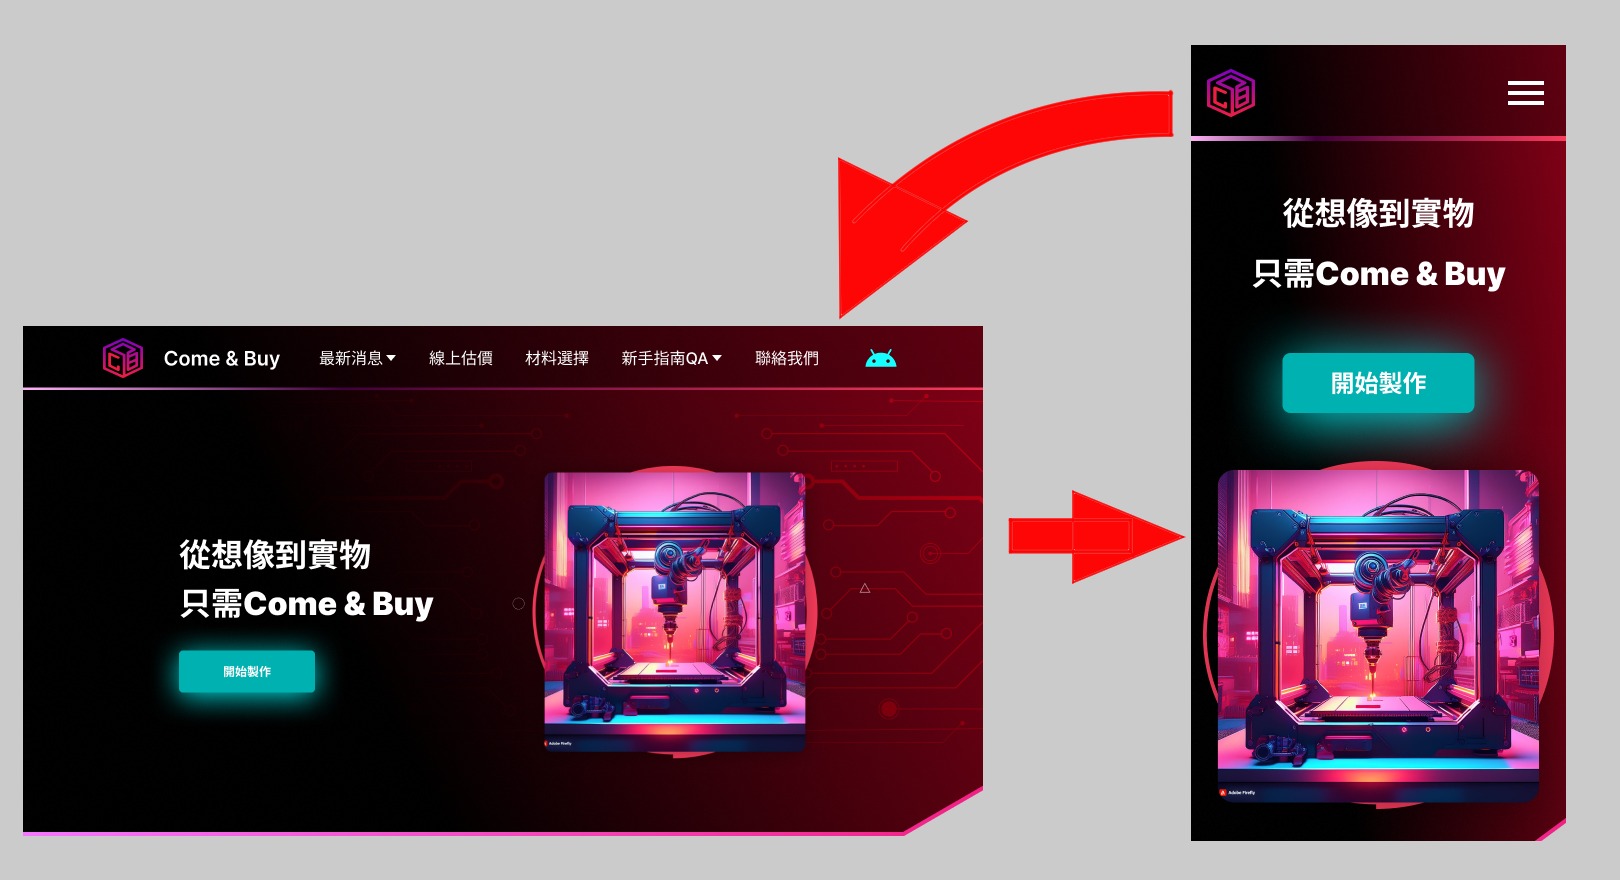 CB
Come & Buy
最新消息
線上估價
材料選擇
新手指南QA
聯絡我們
從想像到實物
只需Come & Buy
開始製作
Adobe Firefly
CB
從想像到實物
只需Come & Buy
開始製作
Adobe Firefly